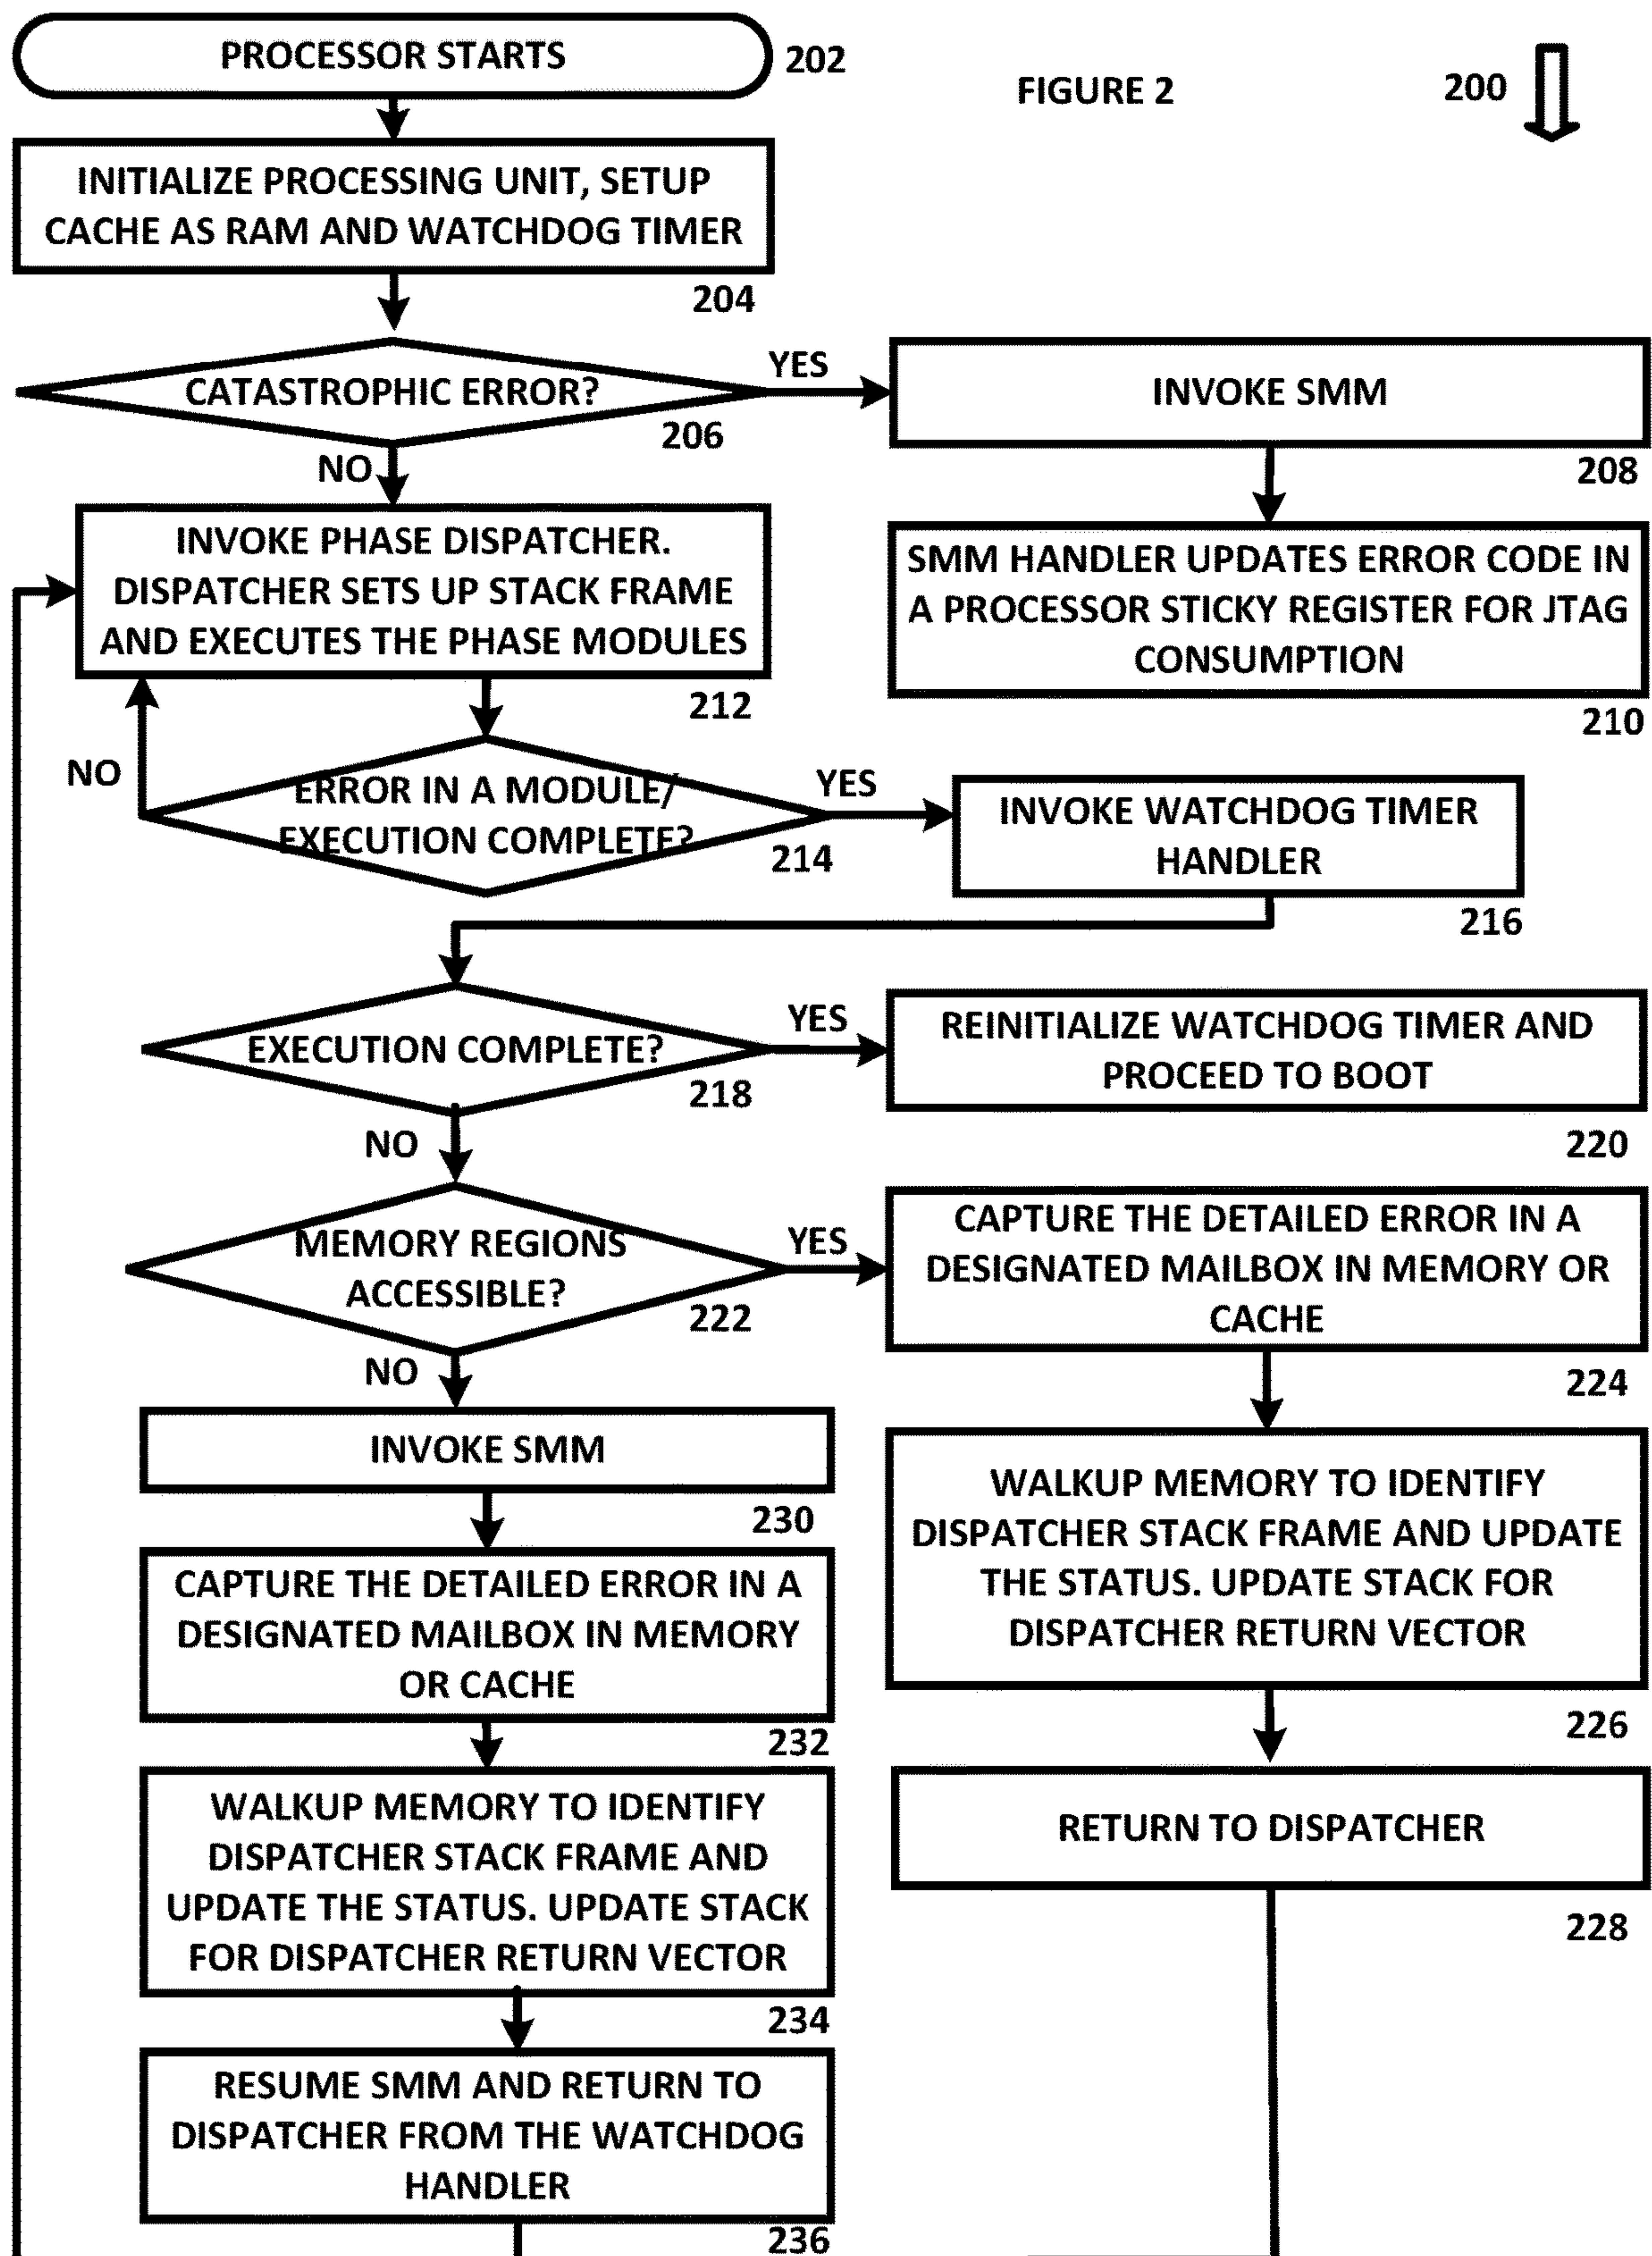 PROCESSOR STARTS
202
FIGURE 2
200
INITIALIZE PROCESSING UNIT, SETUP
CACHE AS RAM AND WATCHDOG TIMER
204
CATASTROPHIC ERROR?
206
YES
NO
INVOKE SMM
208
SMM HANDLER UPDATES ERROR CODE IN
A PROCESSOR STICKY REGISTER FOR JTAG
CONSUMPTION
210
INVOKE PHASE DISPATCHER.
DISPATCHER SETS UP STACK FRAME
AND EXECUTES THE PHASE MODULES
212
NO
ERROR IN A MODULE/
EXECUTION COMPLETE?
214
YES
INVOKE WATCHDOG TIMER
HANDLER
216
EXECUTION COMPLETE?
218
YES
NO
REINITIALIZE WATCHDOG TIMER AND
PROCEED TO BOOT
220
MEMORY REGIONS
ACCESSIBLE?
222
YES
NO
CAPTURE THE DETAILED ERROR IN A
DESIGNATED MAILBOX IN MEMORY OR
CACHE
224
WALKUP MEMORY TO IDENTIFY
DISPATCHER STACK FRAME AND UPDATE
THE STATUS. UPDATE STACK FOR
DISPATCHER RETURN VECTOR
226
RETURN TO DISPATCHER
228
INVOKE SMM
230
CAPTURE THE DETAILED ERROR IN A
DESIGNATED MAILBOX IN MEMORY
OR CACHE
232
WALKUP MEMORY TO IDENTIFY
DISPATCHER STACK FRAME AND
UPDATE THE STATUS. UPDATE STACK
FOR DISPATCHER RETURN VECTOR
234
RESUME SMM AND RETURN TO
DISPATCHER FROM THE WATCHDOG
HANDLER
236